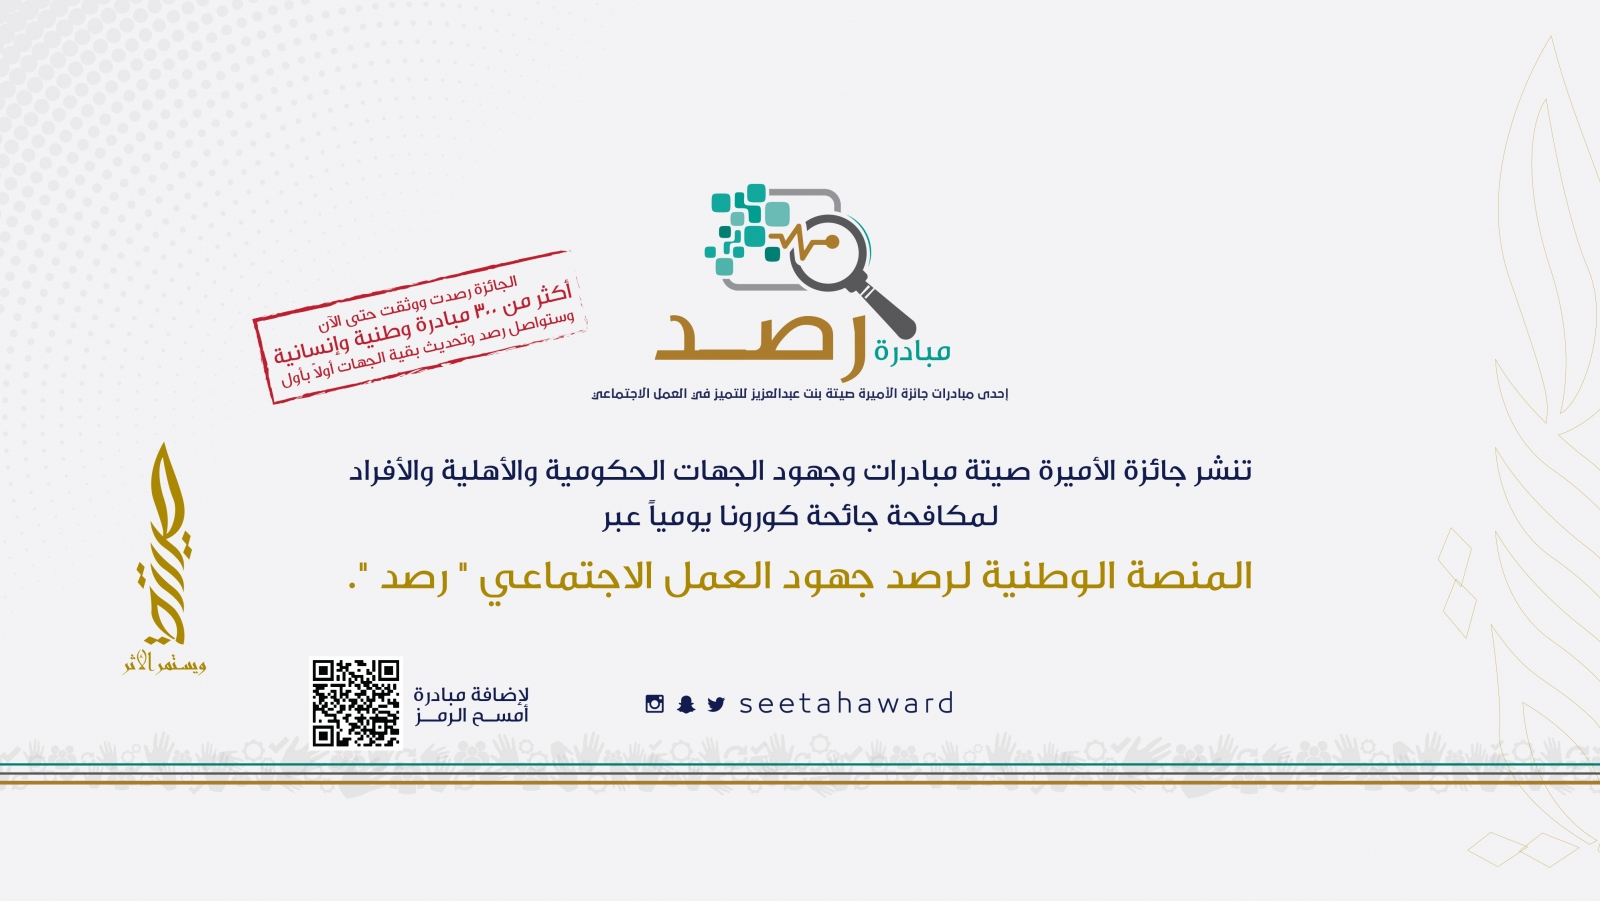 الجائزة رصدت ووثقت حتى الآن
أكثر من ٣٠٠ مبادرة وطنية وإنسانية
وستواصل رصد وتحديث بقية الجهات أولاً بأول
مبادرة رصد
إحدى مبادرات جائزة الأميرة صيتة بنت عبدالعزيز للتميز في العمل الاجتماعي
تنشر جائزة الأميرة صيتة مبادرات وجهود الجهات الحكومية والأهلية والأفراد
لمكافحة جائحة كورونا يومياً عبر
المنصة الوطنية لرصد جهود العمل الاجتماعي " رصد ".
صيتة
ويستمر الأثر
لإضافة مبادرة
أمسح الرمز
seetahaward